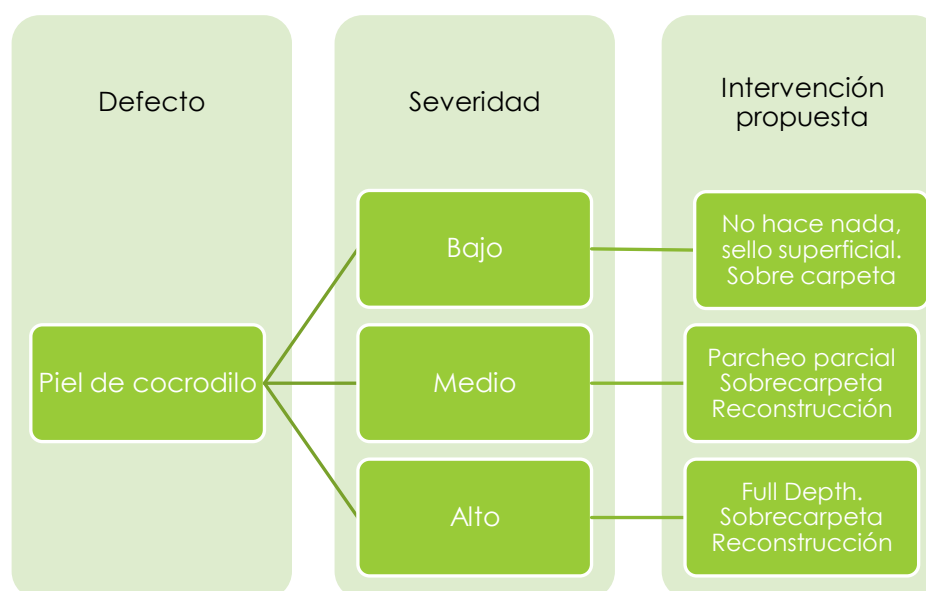 Defecto
Severidad
Intervención
propuesta
Piel de cocrodilo
Bajo
No hace nada,
sello superficial.
Sobre carpeta
Medio
Parcheo parcial
Sobrecarpeta
Reconstrucción
Alto
Full Depth.
Sobrecarpeta
Reconstrucción